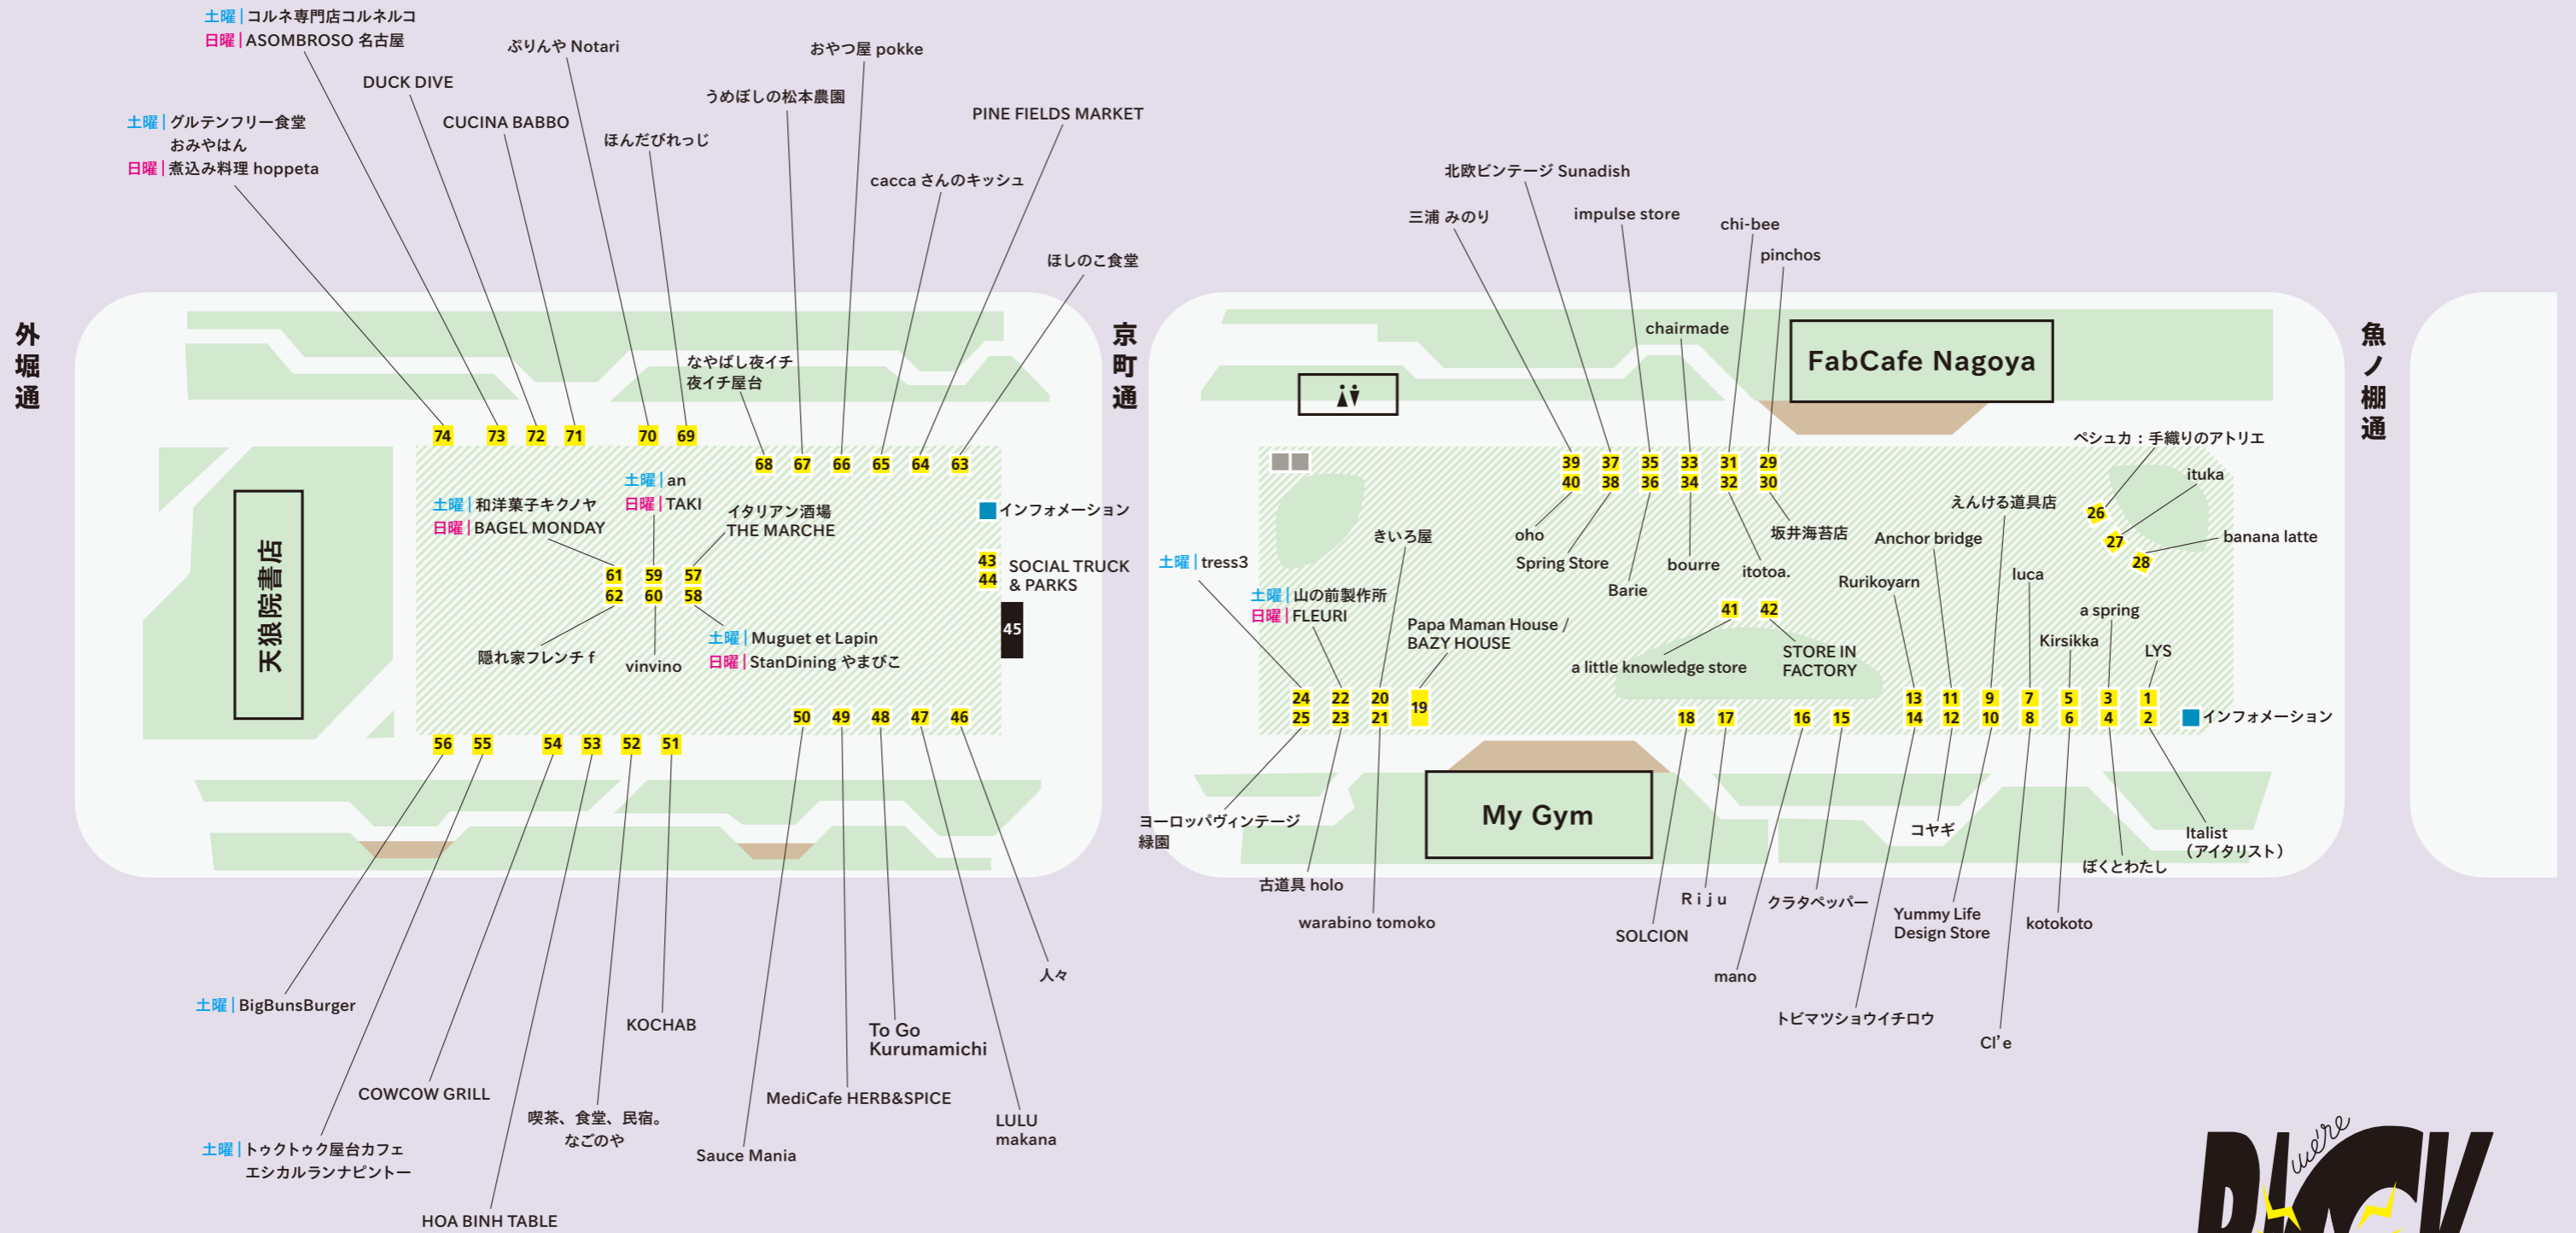 土曜|コルネ専門店コルネルコ
日曜|ASOMBROSO 名古屋
DUCK DIVE
土曜|グルテンフリー食堂
おみやはん
日曜|煮込み料理 hoppeta
CUCINA BABBO
ぷりんや Notari
ほんだびれっじ
うめぼしの松本農園
おやつ屋 pokke
cacca さんのキッシュ
PINE FIELDS MARKET
ほしのこ食堂
なやばし夜イチ
夜イチ屋台
外堀通
京町通
魚ノ棚通
天狼院書店
74
73
72
71
70
69
68
67
66
65
64
63
土曜|和洋菓子キクノヤ
日曜|BAGEL MONDAY
土曜|an
日曜|TAKI
イタリアン酒場
THE MARCHE
インフォメーション
61
62
59
60
57
58
43
44
SOCIAL TRUCK
& PARKS
45
隠れ家フレンチ f
vinvino
土曜|Muguet et Lapin
日曜|StanDining やまびこ
50
49
48
47
46
56
55
54
53
52
51
土曜|BigBunsBurger
土曜|トゥクトゥク屋台カフェ
エシカルランナピントー
COWCOW GRILL
HOA BINH TABLE
喫茶、食堂、民宿。
なごのや
KOCHAB
Sauce Mania
MediCafe HERB&SPICE
To Go
Kurumamichi
LULU
makana
人々
三浦 みのり
北欧ビンテージ Sunadish
impulse store
chi-bee
pinchos
chairmade
FabCafe Nagoya
39
40
37
38
35
36
33
34
31
32
29
30
oho
Spring Store
Barie
bourre
itotoa.
坂井海苔店
ペシュカ：手織りのアトリエ
ituka
banana latte
26
27
28
41
42
a little knowledge store
STORE IN
FACTORY
土曜|tress3
土曜|山の前製作所
日曜|FLEURI
きいろ屋
Papa Maman House /
BAZY HOUSE
Rurikoyarn
Anchor bridge
えんける道具店
luca
Kirsikka
a spring
LYS
24
25
22
23
20
21
19
18
17
16
15
13
14
11
12
9
10
7
8
5
6
3
4
1
2
インフォメーション
My Gym
ヨーロッパヴィンテージ
緑園
古道具 holo
warabino tomoko
SOLCION
Riju
mano
クラタペッパー
トビマツショウイチロウ
コヤギ
Yummy Life
Design Store
Cl'e
kotokoto
ぼくとわたし
Italist
（アイタリスト）
we're